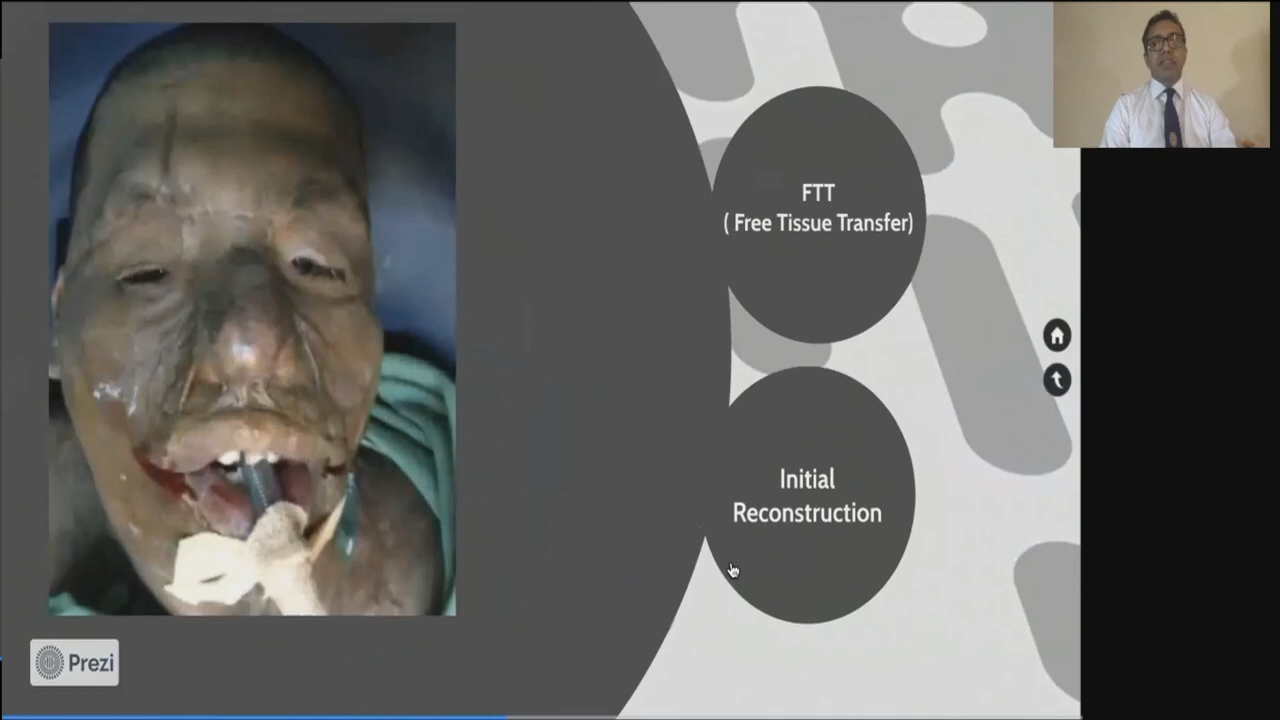 FTT
( Free Tissue Transfer)
Initial
Reconstruction
Prezi